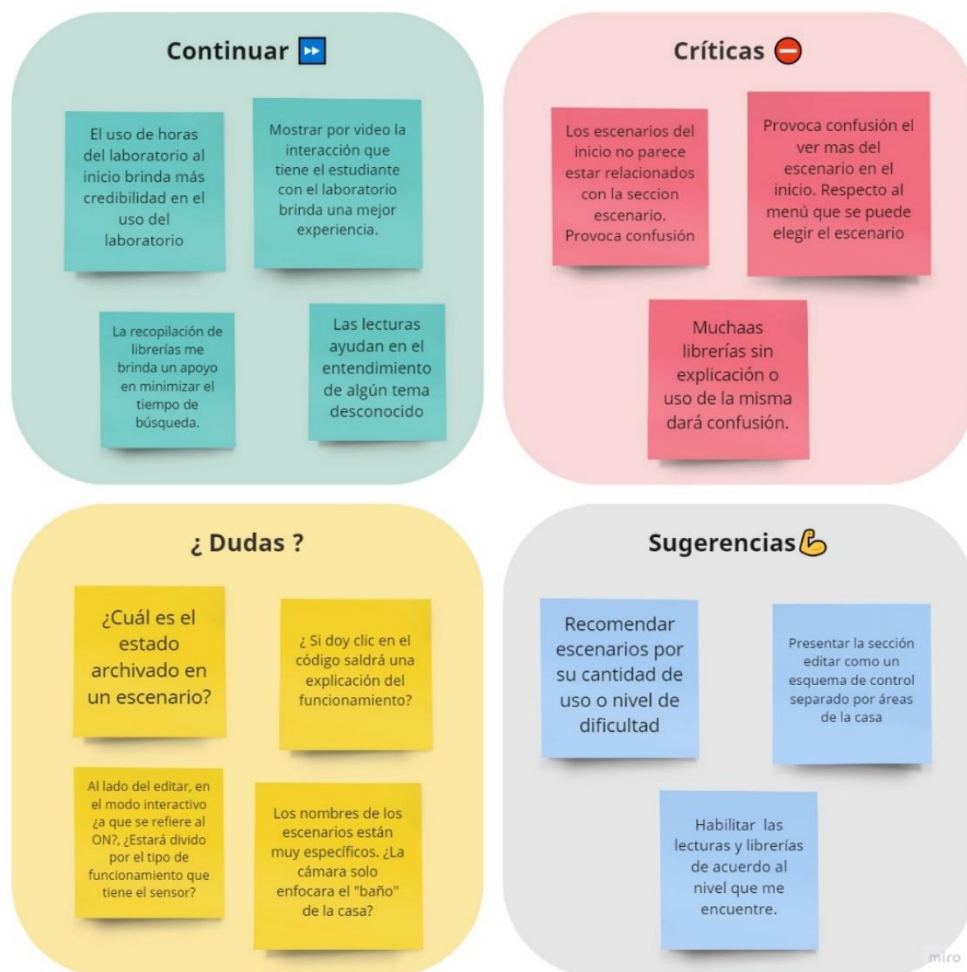 Continuar ⏩
El uso de horas
del laboratorio al
inicio brinda más
credibilidad en el
uso del
laboratorio
Mostrar por video la
interacción que
tiene el estudiante
con el laboratorio
brinda una mejor
experiencia.
La recopilación de
librerías me
brinda un apoyo
en minimizar el
tiempo de
búsqueda.
Las lecturas
ayudan en el
entendimiento
de algún tema
desconocido
Críticas ⛔
Los escenarios del
inicio no parece
estar relacionados
con la seccion
escenario.
Provoca confusión
Provoca confusión el
ver mas del
escenario en el
inicio. Respecto al
menú que se puede
elegir el escenario
Muchaas
librerías sin
explicación o
uso de la misma
dará confusión.
¿ Dudas ?
¿Cuál es el
estado
archivado en
un escenario?
¿ Si doy clic en el
código saldrá una
explicación del
funcionamiento?
Al lado del editar, en
el modo interactivo
¿a que se refiere al
ON?, ¿Estará divido
por el tipo de
funcionamiento que
tiene el sensor?
Los nombres de los
escenarios están
muy específicos. ¿La
cámara solo
enfocara el "baño"
de la casa?
Sugerencias💪
Recomendar
escenarios por
su cantidad de
uso o nivel de
dificultad
Presentar la sección
editar como un
esquema de control
separado por áreas
de la casa
Habilitar las
lecturas y librerías
de acuerdo al
nivel que me
encuentre.
miro